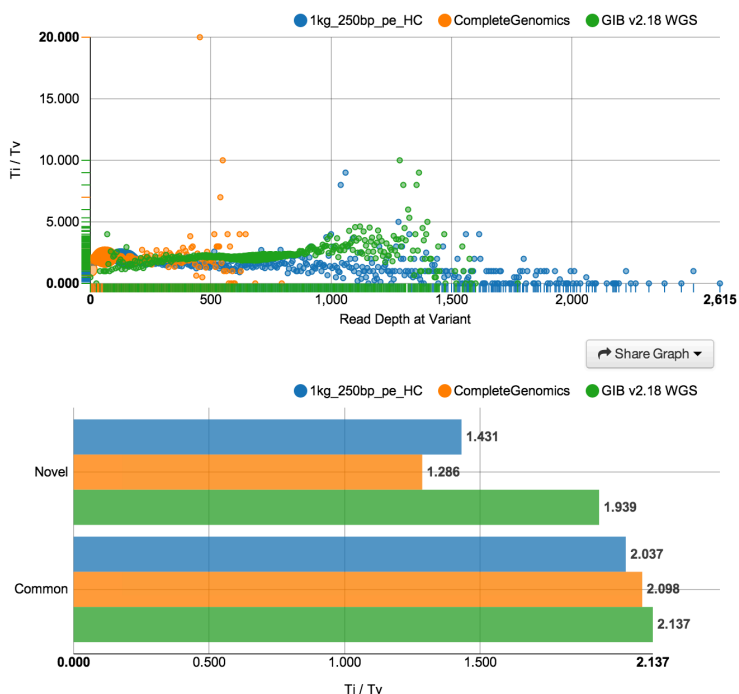 1kg_250bp_pe_HC CompleteGenomics GIB v2.18 WGS
20.000
15.000
10.000
5.000
0.000
Ti / Tv
0 500 1,000 1,500 2,000 2,615
Read Depth at Variant
Share Graph
1kg_250bp_pe_HC CompleteGenomics GIB v2.18 WGS
1.431
Novel 1.286
1.939
2.037
Common 2.098
2.137
0.000 0.500 1.000 1.500 2.137
Ti / Tv